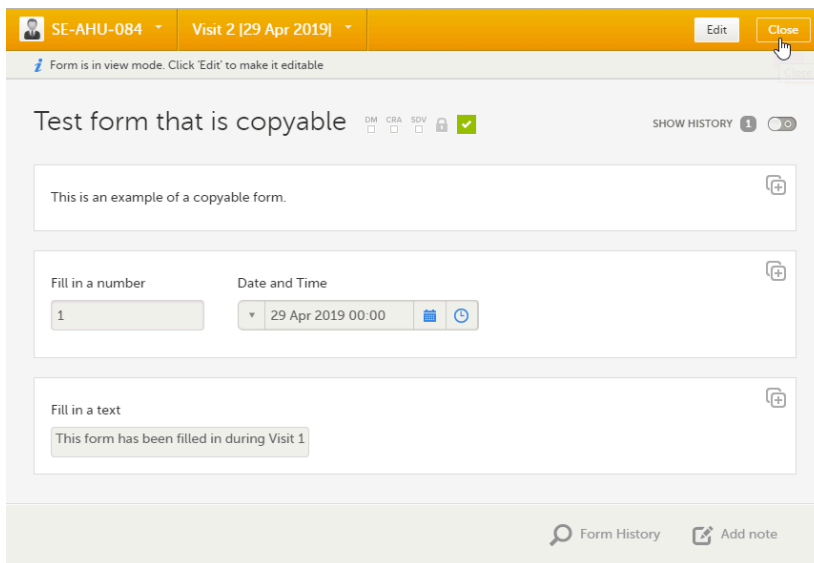 SE-AHU-084 Visit 2 [29 Apr 2019] Edit Close
i Form is in view mode. Click 'Edit' to make it editable
Test form that is copyable DM CRA SDV SHOW HISTORY 1
This is an example of a copyable form.
Fill in a number Date and Time
1 29 Apr 2019 00:00
Fill in a text
This form has been filled in during Visit 1
Form History Add note